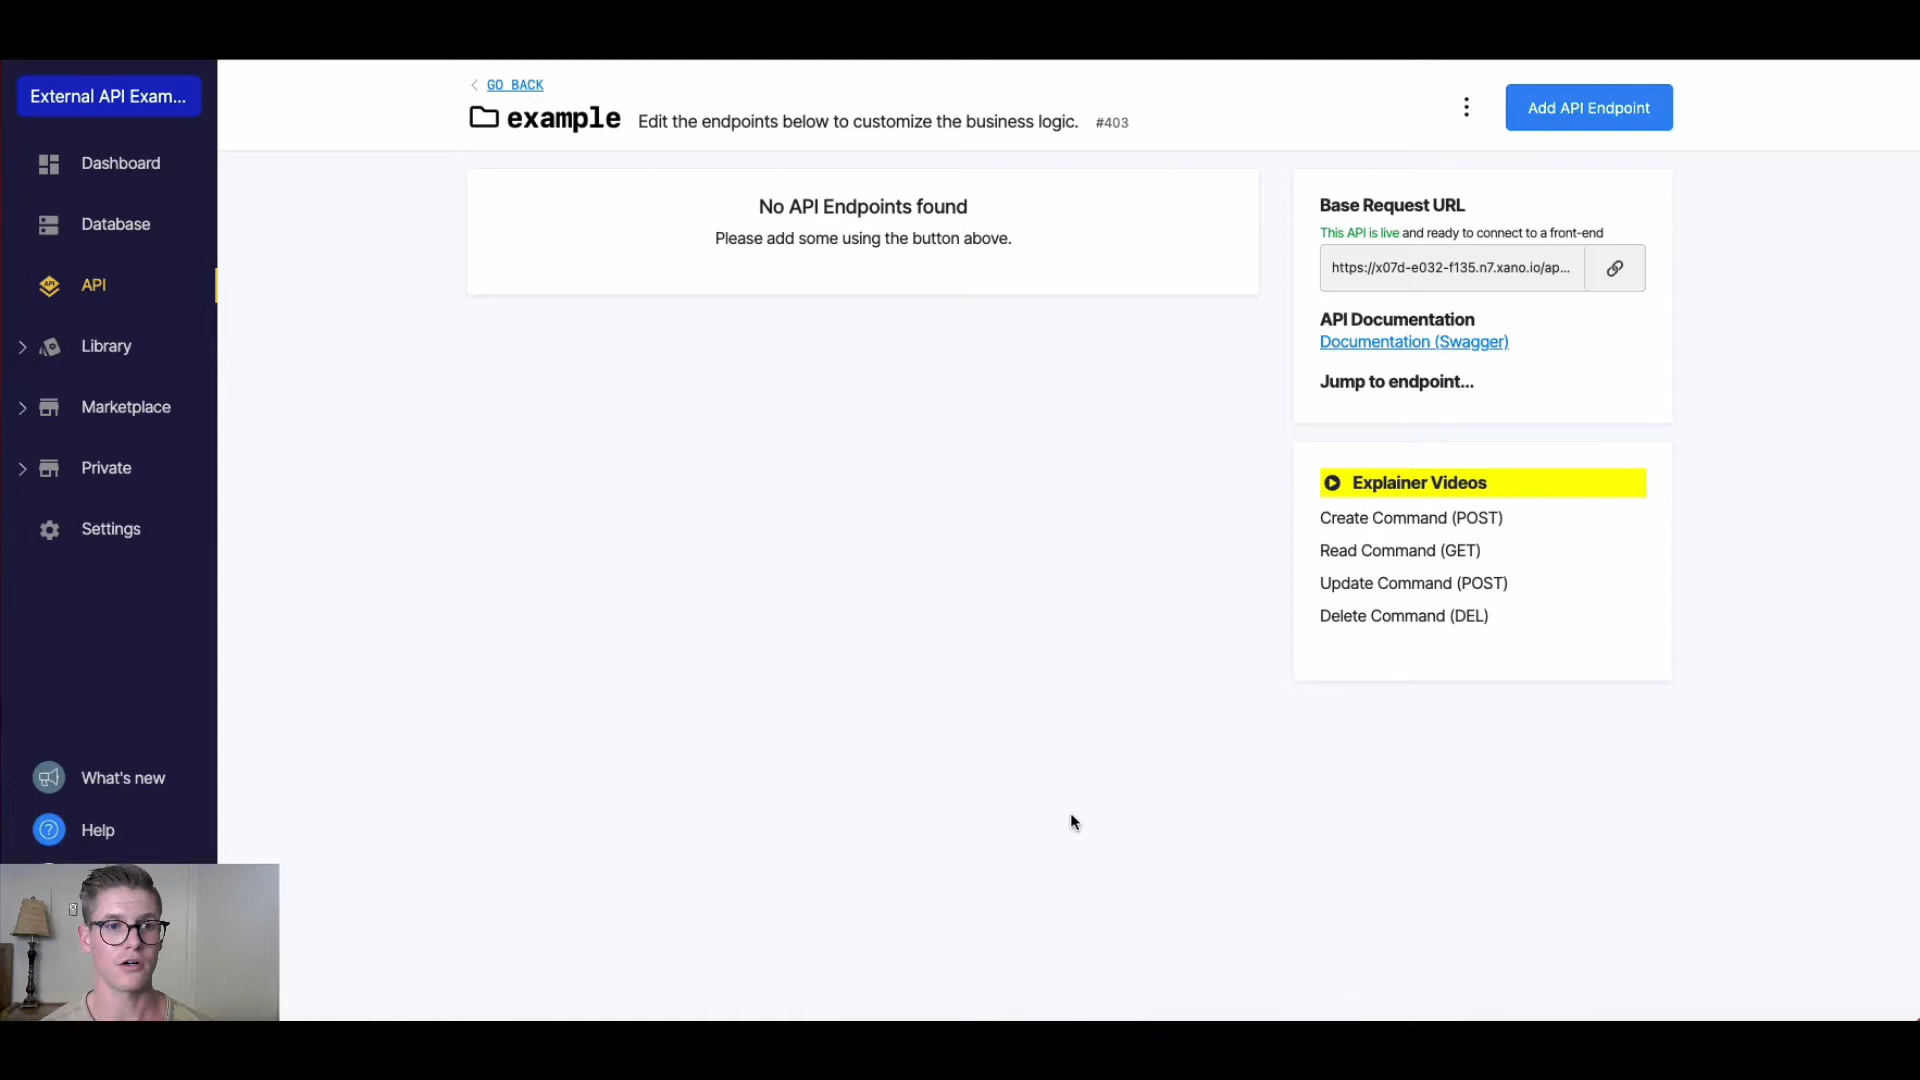 External API Exam...
Dashboard
Database
API
Library
Marketplace
Private
Settings
What's new
Help
GO BACK
example Edit the endpoints below to customize the business logic. #403
Add API Endpoint
No API Endpoints found
Please add some using the button above.
Base Request URL
This API is live and ready to connect to a front-end
https://x07d-e032-f135.n7.xano.io/ap...
API Documentation
Documentation (Swagger)
Jump to endpoint...
Explainer Videos
Create Command (POST)
Read Command (GET)
Update Command (POST)
Delete Command (DEL)